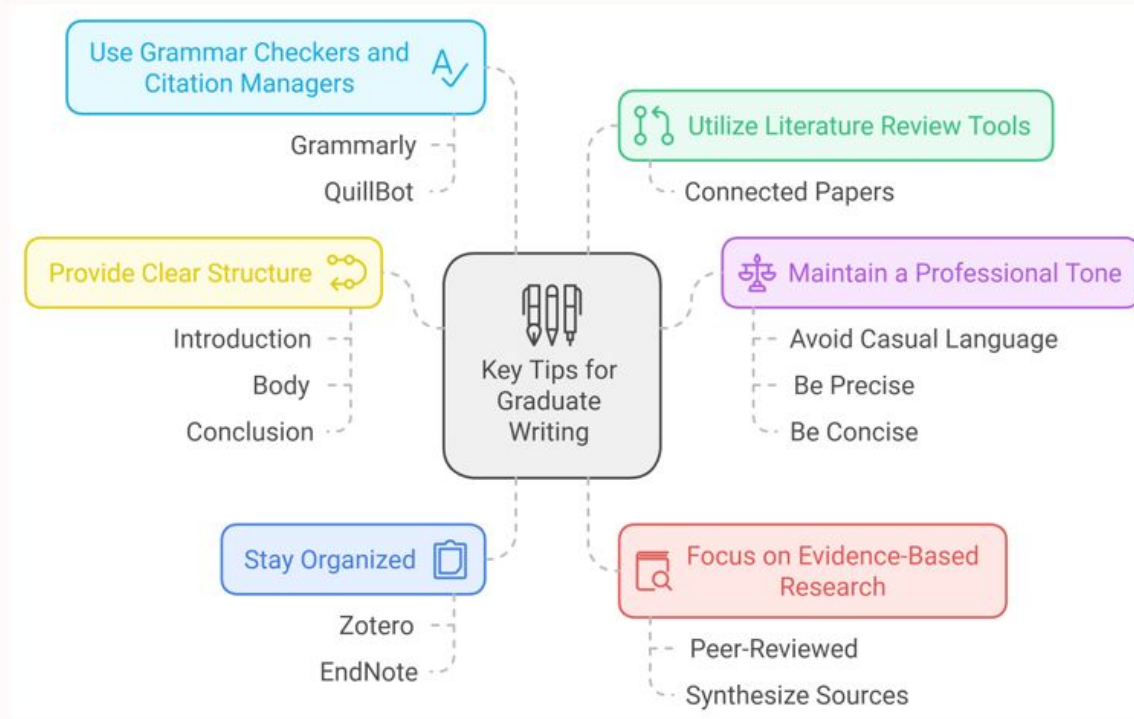 Use Grammar Checkers and
Citation Managers
Grammarly
QuillBot
Utilize Literature Review Tools
Connected Papers
Provide Clear Structure
Introduction
Body
Conclusion
Key Tips for
Graduate
Writing
Maintain a Professional Tone
Avoid Casual Language
Be Precise
Be Concise
Stay Organized
Zotero
EndNote
Focus on Evidence-Based
Research
Peer-Reviewed
Synthesize Sources